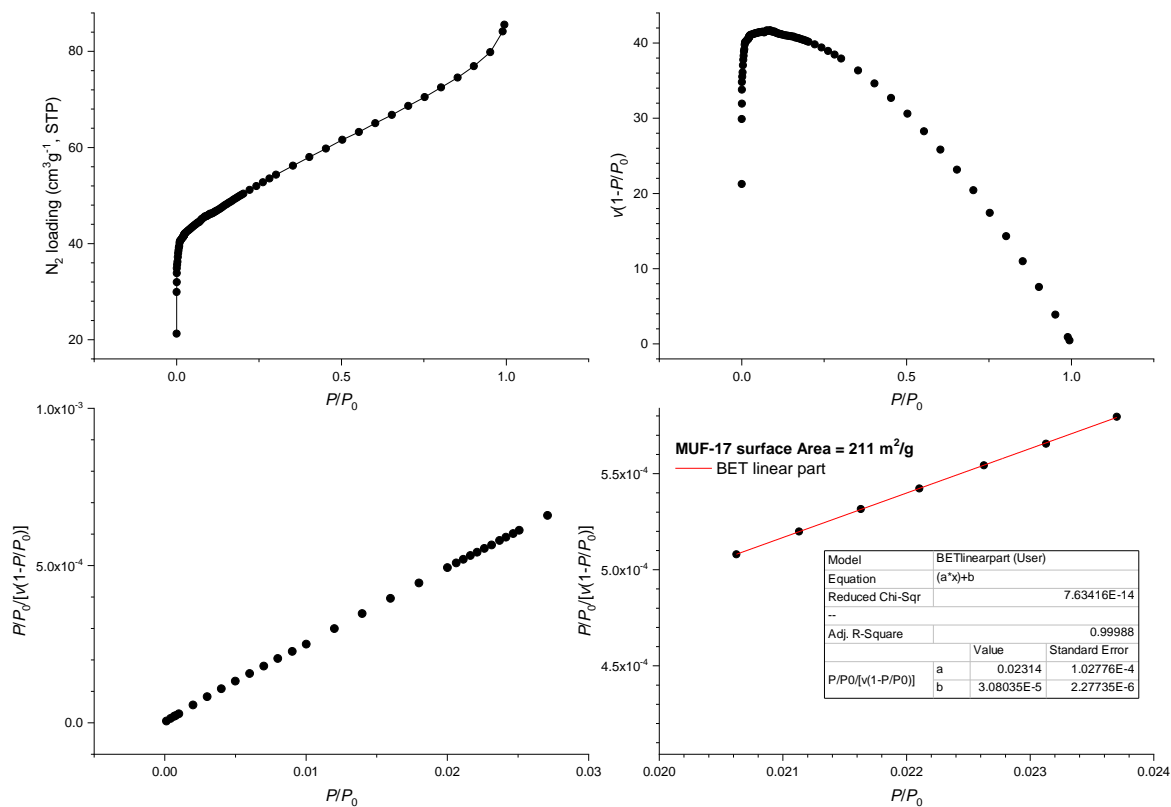 80
60
40
20
N₂ loading (cm³g⁻¹, STP)
0.0 0.5 1.0
P/P₀
40
30
20
10
0
v(1-P/P₀)
0.0 0.5 1.0
P/P₀
1.0x10⁻³
5.0x10⁻⁴
0.0
P/P₀/[v(1-P/P₀)]
0.00 0.01 0.02 0.03
P/P₀
5.5x10⁻⁴
5.0x10⁻⁴
4.5x10⁻⁴
P/P₀/[v(1-P/P₀)]
MUF-17 surface Area = 211 m²/g
BET linear part
Model BETlinearpart (User)
Equation (a*x)+b
Reduced Chi-Sqr 7.63416E-14
--
Adj. R-Square 0.99988
Value Standard Error
P/P0/[v(1-P/P0)] a 0.02314 1.02776E-4
b 3.08035E-5 2.27735E-6
0.020 0.021 0.022 0.023 0.024
P/P₀